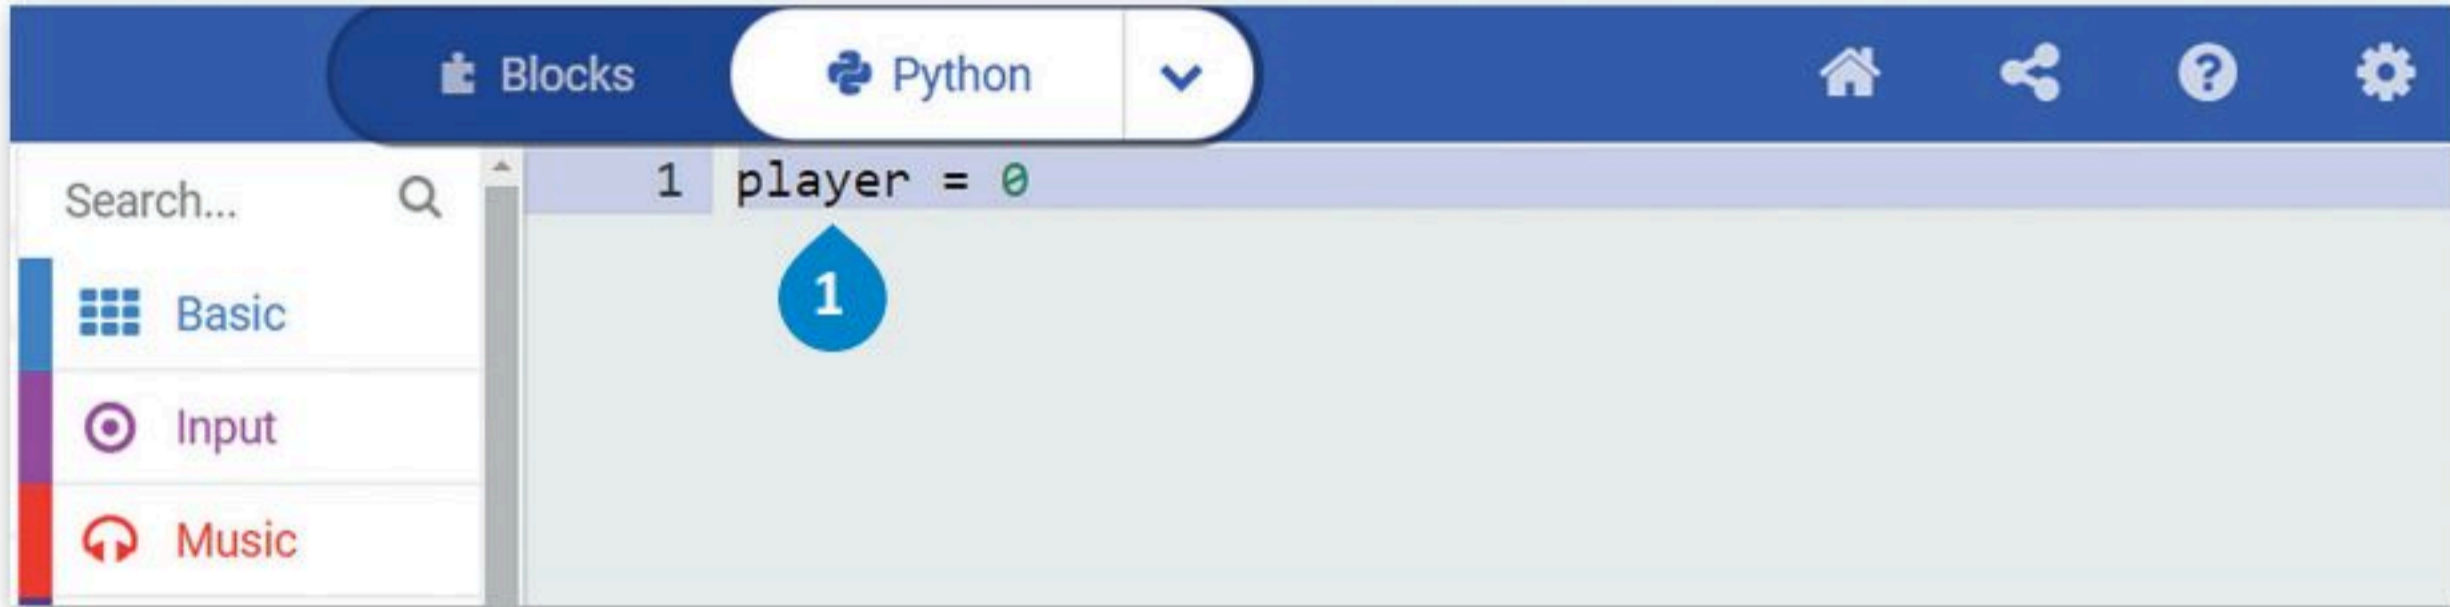 Blocks
Python
Search...
1 player = 0
1
Basic
Input
Music